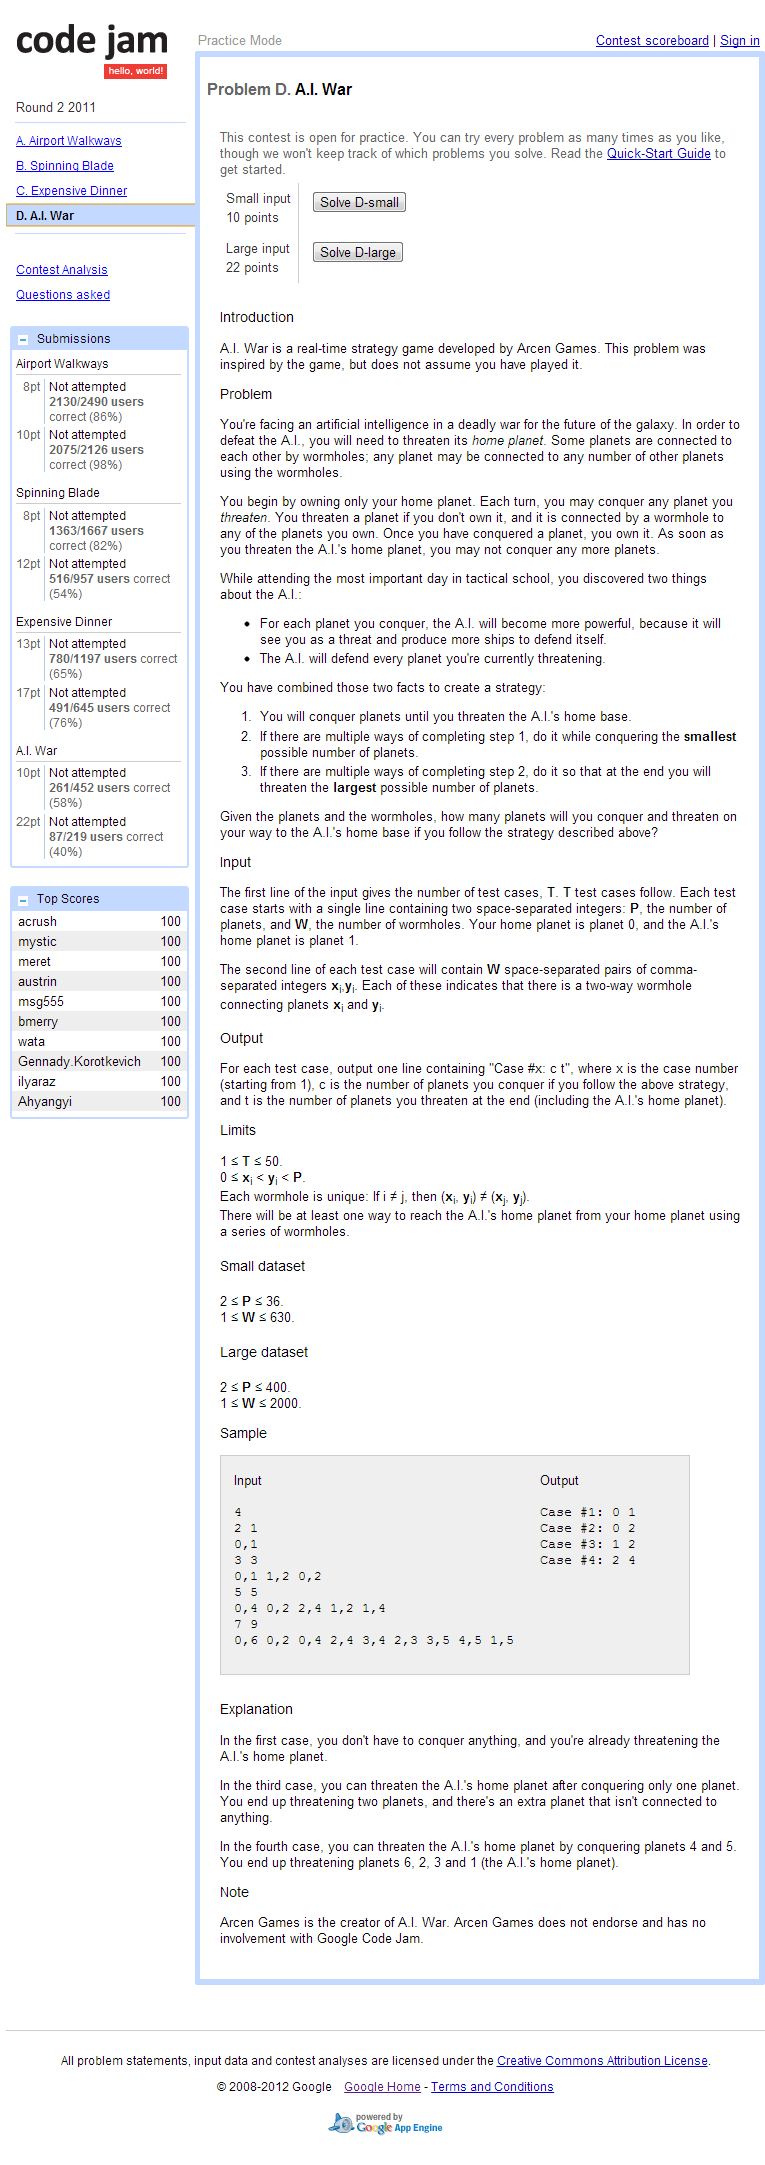 code jam
hello, world!
Practice Mode
Contest scoreboard | Sign in
Round 2 2011
A. Airport Walkways
B. Spinning Blade
C. Expensive Dinner
D. A.I. War
Contest Analysis
Questions asked
Submissions
Airport Walkways
8pt Not attempted
2130/2490 users
correct (86%)
10pt Not attempted
2075/2126 users
correct (98%)
Spinning Blade
8pt Not attempted
1363/1667 users
correct (82%)
12pt Not attempted
516/957 users correct
(54%)
Expensive Dinner
13pt Not attempted
780/1197 users correct
(65%)
17pt Not attempted
491/645 users correct
(76%)
A.I. War
10pt Not attempted
261/452 users correct
(58%)
22pt Not attempted
87/219 users correct
(40%)
Top Scores
acrush 100
mystic 100
meret 100
austrin 100
msg555 100
bmerry 100
wata 100
Gennady.Korotkevich 100
ilyaraz 100
Ahyangyi 100
Problem D. A.I. War
This contest is open for practice. You can try every problem as many times as you like,
though we won't keep track of which problems you solve. Read the Quick-Start Guide to
get started.
Small input
10 points
Solve D-small
Large input
22 points
Solve D-large
Introduction
A.I. War is a real-time strategy game developed by Arcen Games. This problem was
inspired by the game, but does not assume you have played it.
Problem
You're facing an artificial intelligence in a deadly war for the future of the galaxy. In order to
defeat the A.I., you will need to threaten its home planet. Some planets are connected to
each other by wormholes; any planet may be connected to any number of other planets
using the wormholes.
You begin by owning only your home planet. Each turn, you may conquer any planet you
threaten. You threaten a planet if you don't own it, and it is connected by a wormhole to
any of the planets you own. Once you have conquered a planet, you own it. As soon as
you threaten the A.I.'s home planet, you may not conquer any more planets.
While attending the most important day in tactical school, you discovered two things
about the A.I.:
• For each planet you conquer, the A.I. will become more powerful, because it will
see you as a threat and produce more ships to defend itself.
• The A.I. will defend every planet you're currently threatening.
You have combined those two facts to create a strategy:
1. You will conquer planets until you threaten the A.I.'s home base.
2. If there are multiple ways of completing step 1, do it while conquering the smallest
possible number of planets.
3. If there are multiple ways of completing step 2, do it so that at the end you will
threaten the largest possible number of planets.
Given the planets and the wormholes, how many planets will you conquer and threaten on
your way to the A.I.'s home base if you follow the strategy described above?
Input
The first line of the input gives the number of test cases, T. T test cases follow. Each test
case starts with a single line containing two space-separated integers: P, the number of
planets, and W, the number of wormholes. Your home planet is planet 0, and the A.I.'s
home planet is planet 1.
The second line of each test case will contain W space-separated pairs of comma-
separated integers xi,yi. Each of these indicates that there is a two-way wormhole
connecting planets xi and yi.
Output
For each test case, output one line containing "Case #x: c t", where x is the case number
(starting from 1), c is the number of planets you conquer if you follow the above strategy,
and t is the number of planets you threaten at the end (including the A.I.'s home planet).
Limits
1 ≤ T ≤ 50.
0 ≤ xi < yi < P.
Each wormhole is unique: If i ≠ j, then (xi, yi) ≠ (xj, yj).
There will be at least one way to reach the A.I.'s home planet from your home planet using
a series of wormholes.
Small dataset
2 ≤ P ≤ 36.
1 ≤ W ≤ 630.
Large dataset
2 ≤ P ≤ 400.
1 ≤ W ≤ 2000.
Sample
Input Output
4 Case #1: 0 1
2 1 Case #2: 0 2
0,1 Case #3: 1 2
3 3 Case #4: 2 4
0,1 1,2 0,2
5 5
0,4 0,2 2,4 1,2 1,4
7 9
0,6 0,2 0,4 2,4 3,4 2,3 3,5 4,5 1,5
Explanation
In the first case, you don't have to conquer anything, and you're already threatening the
A.I.'s home planet.
In the third case, you can threaten the A.I.'s home planet after conquering only one planet.
You end up threatening two planets, and there's an extra planet that isn't connected to
anything.
In the fourth case, you can threaten the A.I.'s home planet by conquering planets 4 and 5.
You end up threatening planets 6, 2, 3 and 1 (the A.I.'s home planet).
Note
Arcen Games is the creator of A.I. War. Arcen Games does not endorse and has no
involvement with Google Code Jam.
All problem statements, input data and contest analyses are licensed under the Creative Commons Attribution License.
© 2008-2012 Google Google Home - Terms and Conditions
powered by
Google App Engine